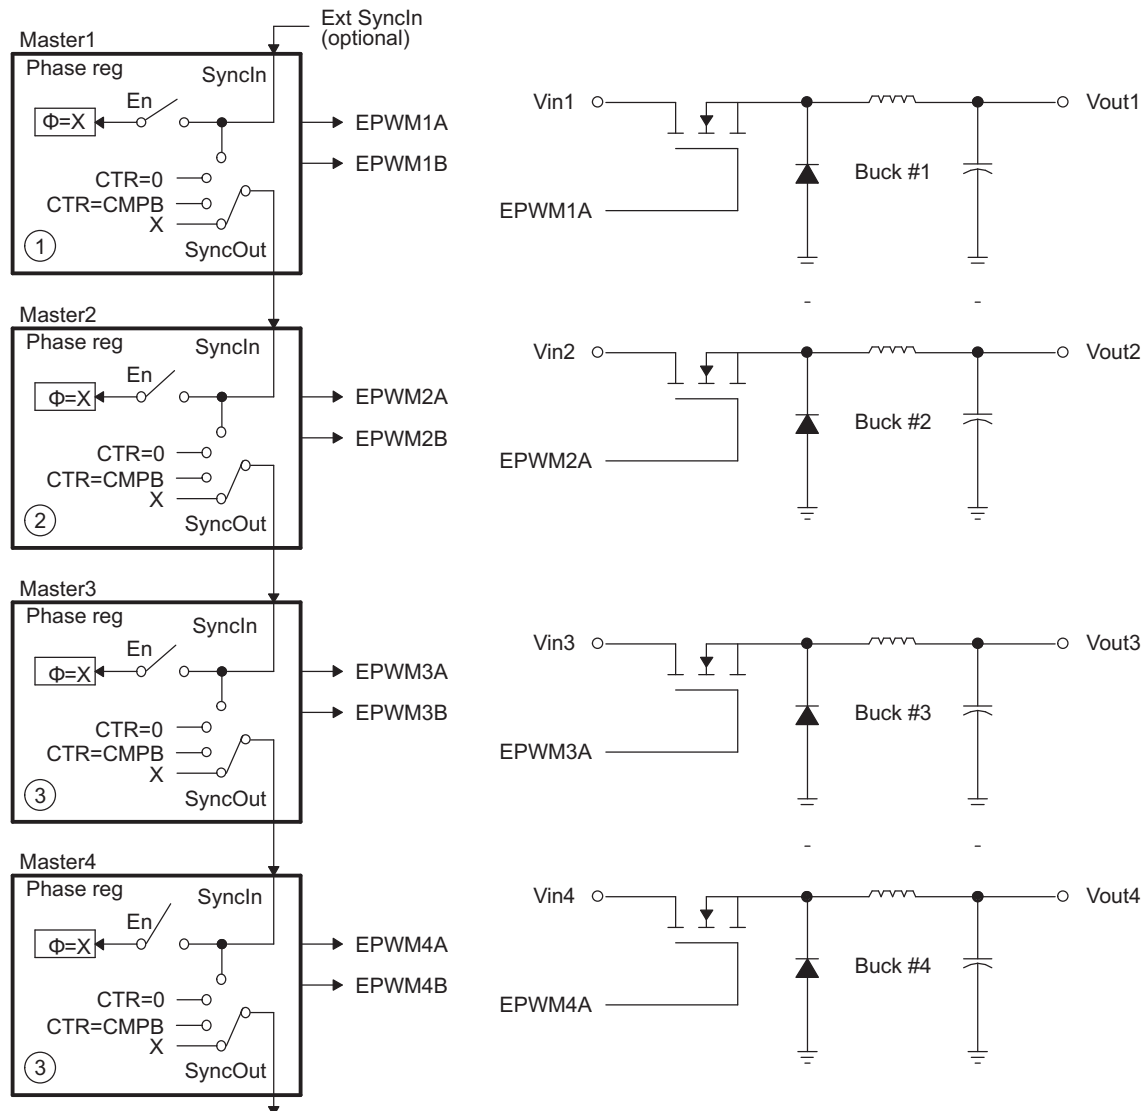 Ext SyncIn
(optional)
Master1
Phase reg
SyncIn
En
Φ=X
EPWM1A
EPWM1B
CTR=0
CTR=CMPB
X
1
SyncOut
Vin1
Vout1
Buck #1
EPWM1A
Master2
Phase reg
SyncIn
En
Φ=X
EPWM2A
EPWM2B
CTR=0
CTR=CMPB
X
2
SyncOut
Vin2
Vout2
Buck #2
EPWM2A
Master3
Phase reg
SyncIn
En
Φ=X
EPWM3A
EPWM3B
CTR=0
CTR=CMPB
X
3
SyncOut
Vin3
Vout3
Buck #3
EPWM3A
Master4
Phase reg
SyncIn
En
Φ=X
EPWM4A
EPWM4B
CTR=0
CTR=CMPB
X
3
SyncOut
Vin4
Vout4
Buck #4
EPWM4A